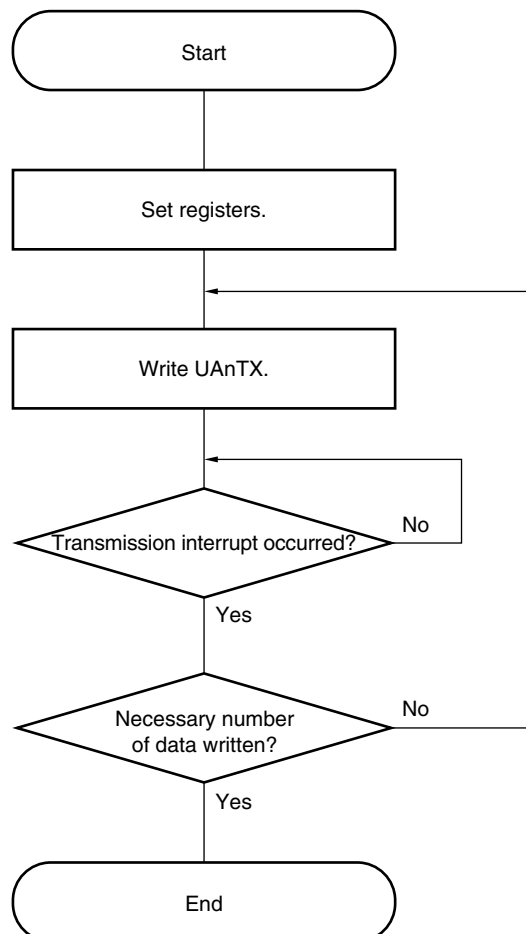 Start
Set registers.
Write UAnTX.
Transmission interrupt occurred?
No
Yes
Necessary number
of data written?
No
Yes
End